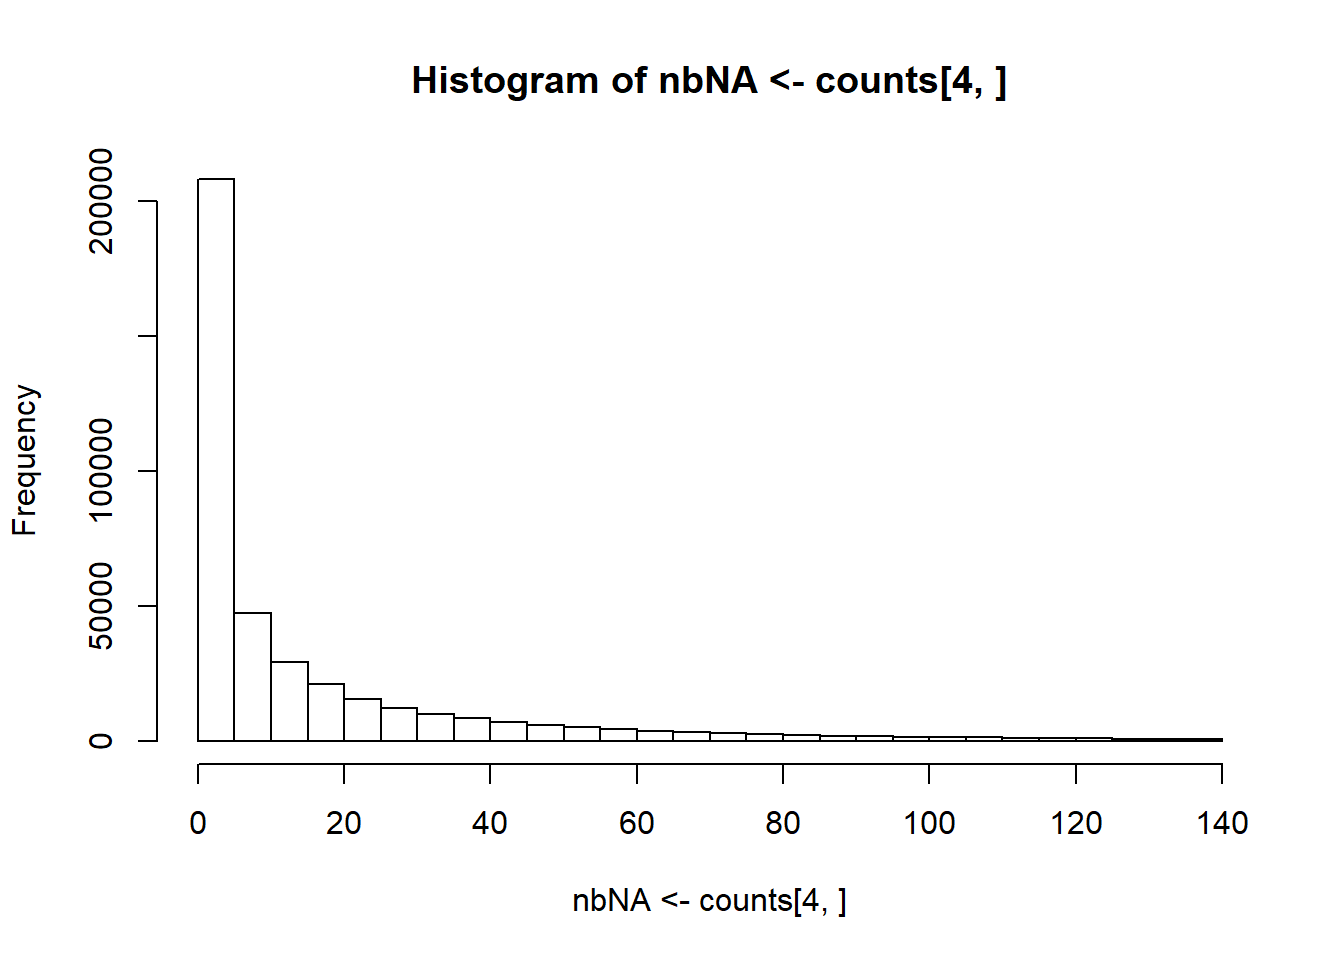 Histogram of nbNA <- counts[4, ]
Frequency
200000
100000
50000
0
0 20 40 60 80 100 120 140
nbNA <- counts[4, ]